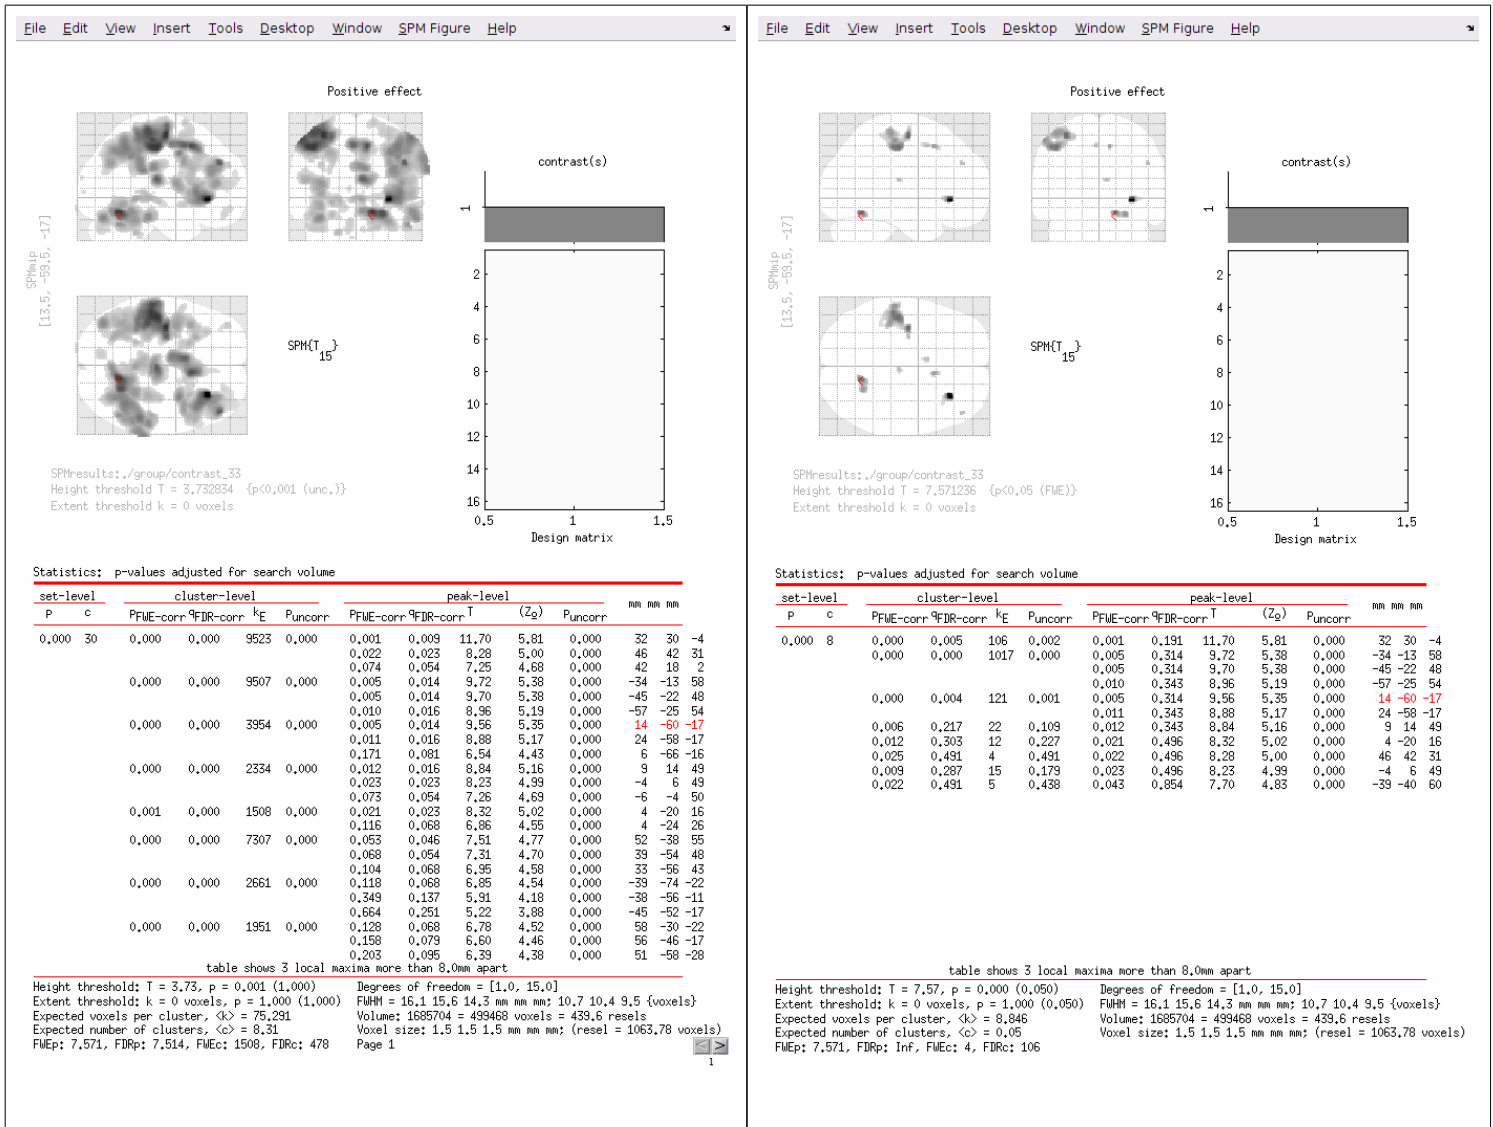 File Edit View Insert Tools Desktop Window SPM Figure Help
Positive effect
contrast(s)
1
SPMmip
[13.5, -59.5, -17]
SPM{T15}
2
4
6
8
10
12
14
16
0.5 1 1.5
Design matrix
SPMresults:./group/contrast_33
Height threshold T = 3.732834 {p<0.001 (unc.)}
Extent threshold k = 0 voxels
Statistics: p-values adjusted for search volume
set-level cluster-level peak-level mm mm mm
p c pFWE-corr qFDR-corr kE puncorr pFWE-corr qFDR-corr T (Z≡) puncorr
0.000 30 0.000 0.000 9523 0.000 0.001 0.009 11.70 5.81 0.000 32 30 -4
0.022 0.023 8.28 5.00 0.000 46 42 31
0.074 0.054 7.25 4.68 0.000 42 18 2
0.000 0.000 9507 0.000 0.005 0.014 9.72 5.38 0.000 -34 -13 58
0.005 0.014 9.70 5.38 0.000 -45 -22 48
0.010 0.016 8.96 5.19 0.000 -57 -25 54
0.000 0.000 3954 0.000 0.005 0.014 9.56 5.35 0.000 14 -60 -17
0.011 0.016 8.88 5.17 0.000 24 -58 -17
0.171 0.081 6.54 4.43 0.000 6 -66 -16
0.000 0.000 2334 0.000 0.012 0.016 8.84 5.16 0.000 9 14 49
0.023 0.023 8.23 4.99 0.000 -4 6 49
0.073 0.054 7.26 4.69 0.000 -6 -4 50
0.001 0.000 1508 0.000 0.021 0.023 8.32 5.02 0.000 4 -20 16
0.116 0.068 6.86 4.55 0.000 4 -24 26
0.000 0.000 7307 0.000 0.053 0.046 7.51 4.77 0.000 52 -38 55
0.068 0.054 7.31 4.70 0.000 39 -54 48
0.104 0.068 6.95 4.58 0.000 33 -56 43
0.000 0.000 2661 0.000 0.118 0.068 6.85 4.54 0.000 -39 -74 -22
0.349 0.137 5.91 4.18 0.000 -38 -56 -11
0.664 0.251 5.22 3.88 0.000 -45 -52 -17
0.000 0.000 1951 0.000 0.128 0.068 6.78 4.52 0.000 58 -30 -22
0.158 0.079 6.60 4.46 0.000 56 -46 -17
0.203 0.095 6.39 4.38 0.000 51 -58 -28
table shows 3 local maxima more than 8.0mm apart
Height threshold: T = 3.73, p = 0.001 (1.000) Degrees of freedom = [1.0, 15.0]
Extent threshold: k = 0 voxels, p = 1.000 (1.000) FWHM = 16.1 15.6 14.3 mm mm mm; 10.7 10.4 9.5 {voxels}
Expected voxels per cluster, <k> = 75.291 Volume: 1685704 = 499468 voxels = 439.6 resels
Expected number of clusters, <c> = 8.31 Voxel size: 1.5 1.5 1.5 mm mm mm; (resel = 1063.78 voxels)
FWEp: 7.571, FDRp: 7.514, FWEc: 1508, FDRc: 478 Page 1
< >
1
File Edit View Insert Tools Desktop Window SPM Figure Help
Positive effect
contrast(s)
1
SPMmip
[13.5, -59.5, -17]
SPM{T15}
2
4
6
8
10
12
14
16
0.5 1 1.5
Design matrix
SPMresults:./group/contrast_33
Height threshold T = 7.571236 {p<0.05 (FWE)}
Extent threshold k = 0 voxels
Statistics: p-values adjusted for search volume
set-level cluster-level peak-level mm mm mm
p c pFWE-corr qFDR-corr kE puncorr pFWE-corr qFDR-corr T (Z≡) puncorr
0.000 8 0.000 0.005 106 0.002 0.001 0.191 11.70 5.81 0.000 32 30 -4
0.000 0.000 1017 0.000 0.005 0.314 9.72 5.38 0.000 -34 -13 58
0.005 0.314 9.70 5.38 0.000 -45 -22 48
0.010 0.343 8.96 5.19 0.000 -57 -25 54
0.000 0.004 121 0.001 0.005 0.314 9.56 5.35 0.000 14 -60 -17
0.011 0.343 8.88 5.17 0.000 24 -58 -17
0.006 0.217 22 0.109 0.012 0.343 8.84 5.16 0.000 9 14 49
0.012 0.303 12 0.227 0.021 0.496 8.32 5.02 0.000 4 -20 16
0.025 0.491 4 0.491 0.022 0.496 8.28 5.00 0.000 46 42 31
0.009 0.287 15 0.179 0.023 0.496 8.23 4.99 0.000 -4 6 49
0.022 0.491 5 0.438 0.043 0.854 7.70 4.83 0.000 -39 -40 60
table shows 3 local maxima more than 8.0mm apart
Height threshold: T = 7.57, p = 0.000 (0.050) Degrees of freedom = [1.0, 15.0]
Extent threshold: k = 0 voxels, p = 1.000 (0.050) FWHM = 16.1 15.6 14.3 mm mm mm; 10.7 10.4 9.5 {voxels}
Expected voxels per cluster, <k> = 8.846 Volume: 1685704 = 499468 voxels = 439.6 resels
Expected number of clusters, <c> = 0.05 Voxel size: 1.5 1.5 1.5 mm mm mm; (resel = 1063.78 voxels)
FWEp: 7.571, FDRp: Inf, FWEc: 4, FDRc: 106